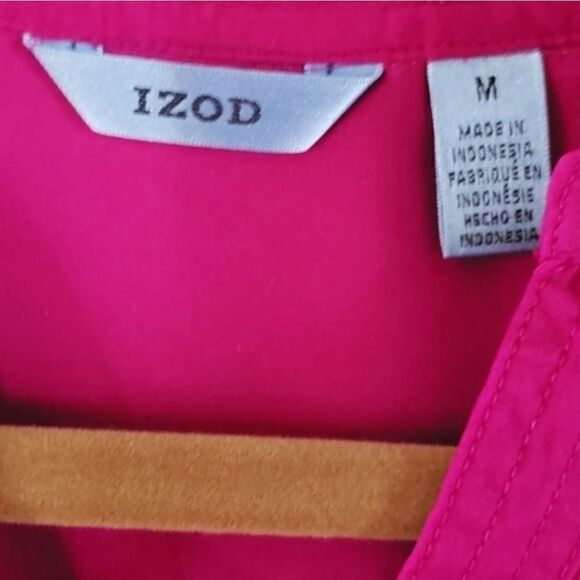 IZOD
M
MADE IN
INDONESIA
FABRIQUÉ EN
INDONÉSIE
HECHO EN
INDONESIA